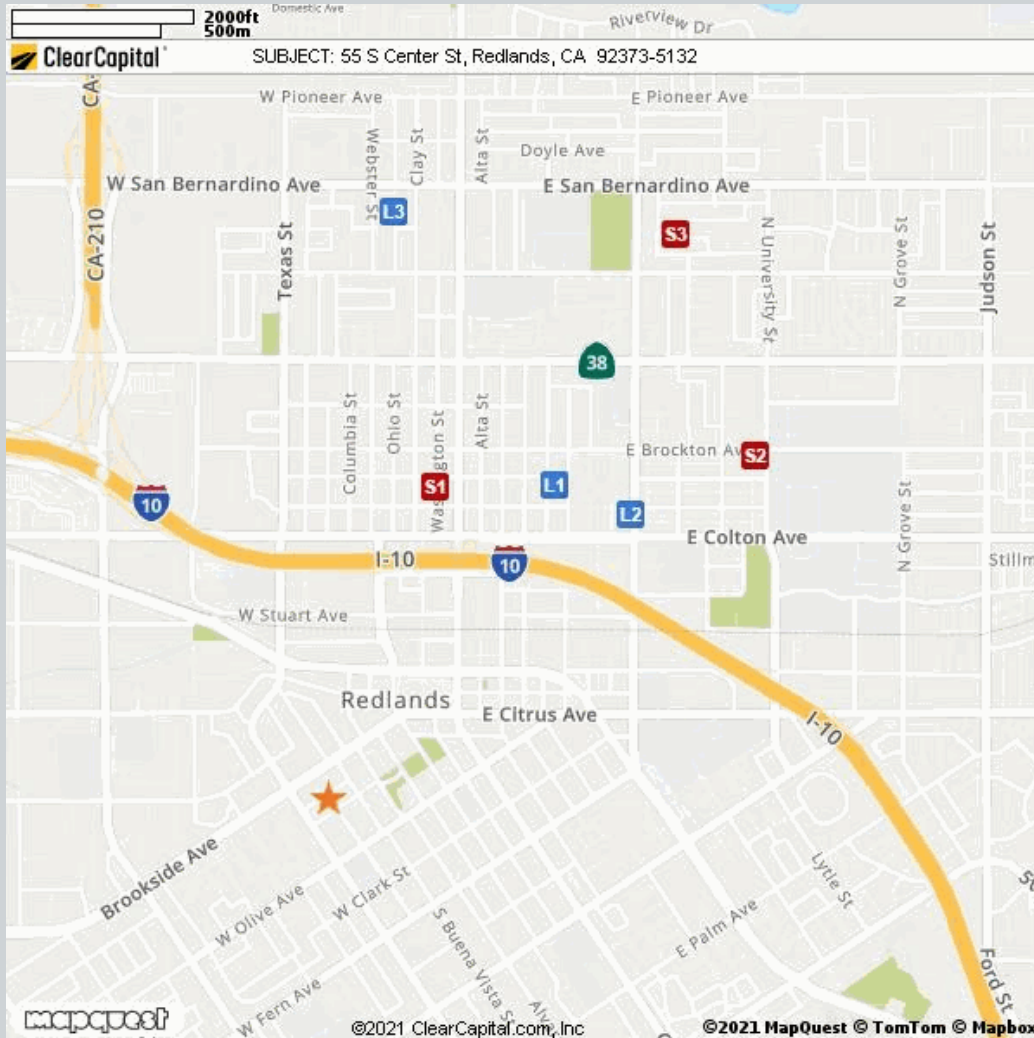 Domestic Ave
2000ft
500m
Riverview Dr
ClearCapital
SUBJECT: 55 S Center St, Redlands, CA 92373-5132
CA-
W Pioneer Ave
E Pioneer Ave
Webster St
Clay St
Alta St
Doyle Ave
W San Bernardino Ave
E San Bernardino Ave
L3
S3
CA-210
Texas St
N University St
N Grove St
Judson St
38
Columbia St
Ohio St
Washington St
Alta St
E Brockton Av
S2
S1
L1
L2
10
N Grove St
E Colton Ave
I-10
10
Stillm
W Stuart Ave
Redlands
E Citrus Ave
I-10
Brookside Ave
W Olive Ave
W Clark St
Lytle St
S Buena Vista St
E Palm Ave
W Fern Ave
Ford St
mapquest
©2021 ClearCapital.com, Inc
©2021 MapQuest © TomTom © Mapbox